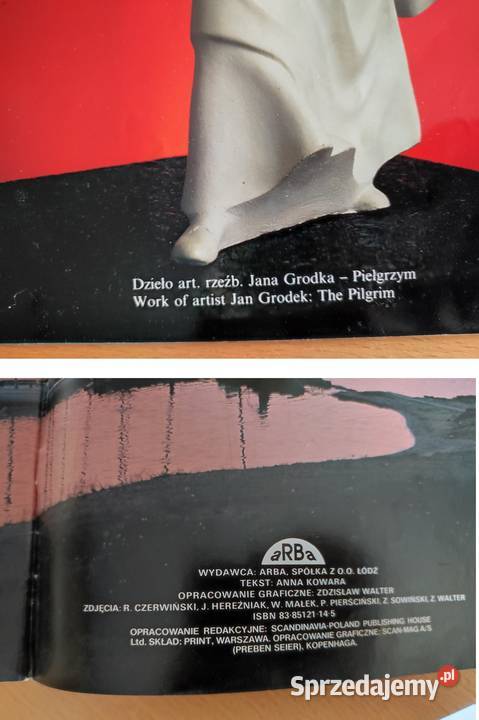 Dzieło art. rzeźb. Jana Grodka – Pielgrzym
Work of artist Jan Grodek: The Pilgrim
aRBa
WYDAWCA: ARBA, SPÓŁKA Z O.O. ŁÓDŹ
TEKST: ANNA KOWARA
OPRACOWANIE GRAFICZNE: ZDZISŁAW WALTER
ZDJĘCIA: R. CZERWIŃSKI, J. HEREŹNIAK, W. MAŁEK, P. PIERŚCIŃSKI, Z. SOWIŃSKI, Z. WALTER
ISBN 83-85121-14-5
OPRACOWANIE REDAKCYJNE: SCANDINAVIA-POLAND PUBLISHING HOUSE
Ltd. SKŁAD: PRINT, WARSZAWA. OPRACOWANIE GRAFICZNE: SCAN-MAG A/S
(PREBEN SEIER), KOPENHAGA.
Sprzedajemy.pl